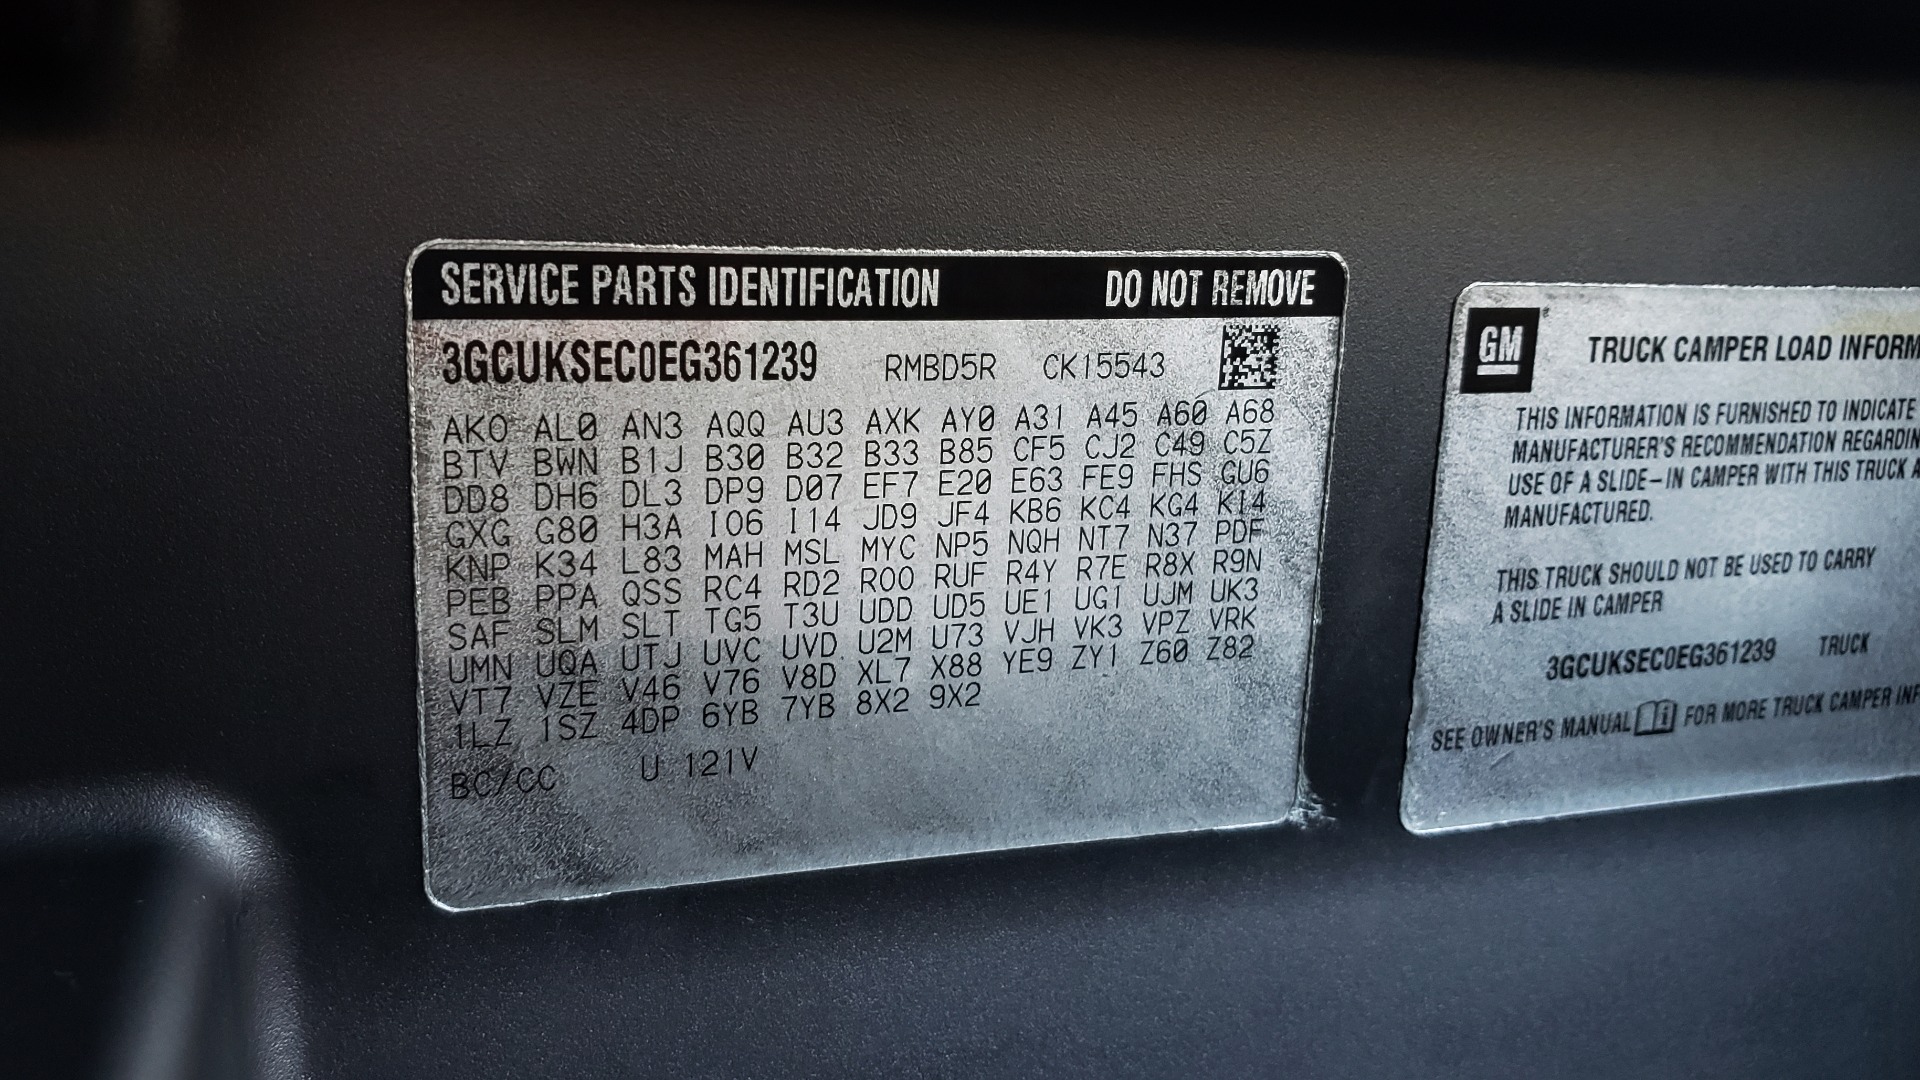 SERVICE PARTS IDENTIFICATION DO NOT REMOVE
3GCUKSEC0EG361239 RMBD5R CK15543
AKO AL0 AN3 AQQ AU3 AXK AY0 A31 A45 A60 A68
BTV BWN B1J B30 B32 B33 B85 CF5 CJ2 C49 C5Z
DD8 DH6 DL3 DP9 D07 EF7 E20 E63 FE9 FHS GU6
GXG G80 H3A I06 I14 JD9 JF4 KB6 KC4 KG4 KI4
KNP K34 L83 MAH MSL MYC NP5 NQH NT7 N37 PDF
PEB PPA QSS RC4 RD2 ROO RUF R4Y R7E R8X R9N
SAF SLM SLT TG5 T3U UDD UD5 UE1 UG1 UJM UK3
UMN UQA UTJ UVC UVD U2M U73 VJH VK3 VPZ VRK
VT7 VZE V46 V76 V8D XL7 X88 YE9 ZY1 Z60 Z82
1LZ 1SZ 4DP 6YB 7YB 8X2 9X2
BC/CC U 121V
GM®
TRUCK CAMPER LOAD INFORM
THIS INFORMATION IS FURNISHED TO INDICATE
MANUFACTURER'S RECOMMENDATION REGARDIN
USE OF A SLIDE-IN CAMPER WITH THIS TRUCK A
MANUFACTURED.
THIS TRUCK SHOULD NOT BE USED TO CARRY
A SLIDE IN CAMPER
3GCUKSEC0EG361239 TRUCK
SEE OWNER'S MANUAL FOR MORE TRUCK CAMPER INF